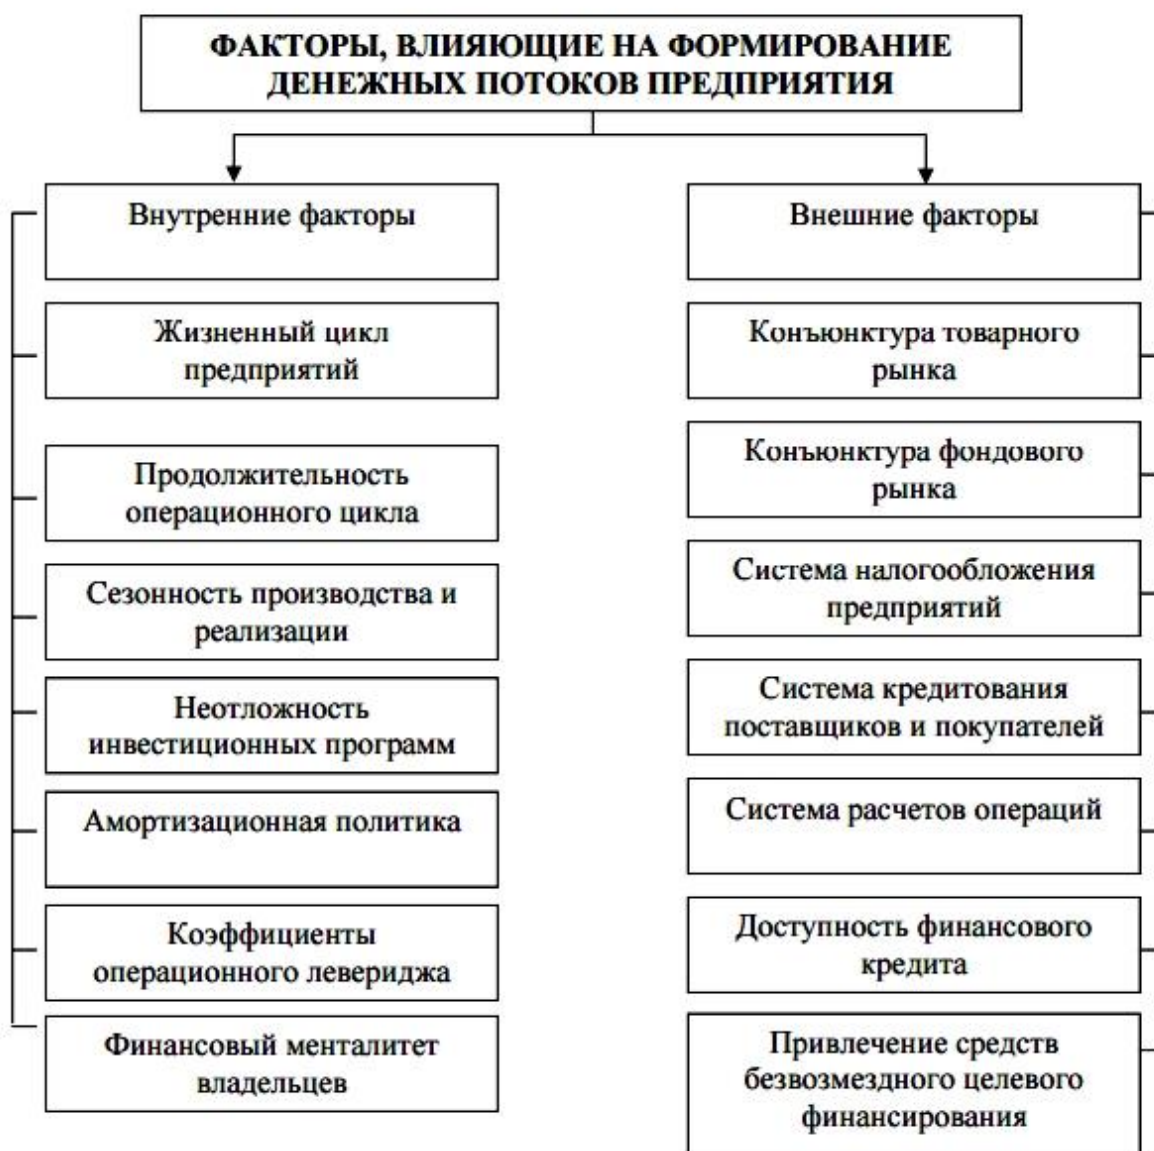 ФАКТОРЫ, ВЛИЯЮЩИЕ НА ФОРМИРОВАНИЕ
ДЕНЕЖНЫХ ПОТОКОВ ПРЕДПРИЯТИЯ
Внутренние факторы
Жизненный цикл
предприятий
Продолжительность
операционного цикла
Сезонность производства и
реализации
Неотложность
инвестиционных программ
Амортизационная политика
Коэффициенты
операционного левериджа
Финансовый менталитет
владельцев
Внешние факторы
Конъюнктура товарного
рынка
Конъюнктура фондового
рынка
Система налогообложения
предприятий
Система кредитования
поставщиков и покупателей
Система расчетов операций
Доступность финансового
кредита
Привлечение средств
безвозмездного целевого
финансирования